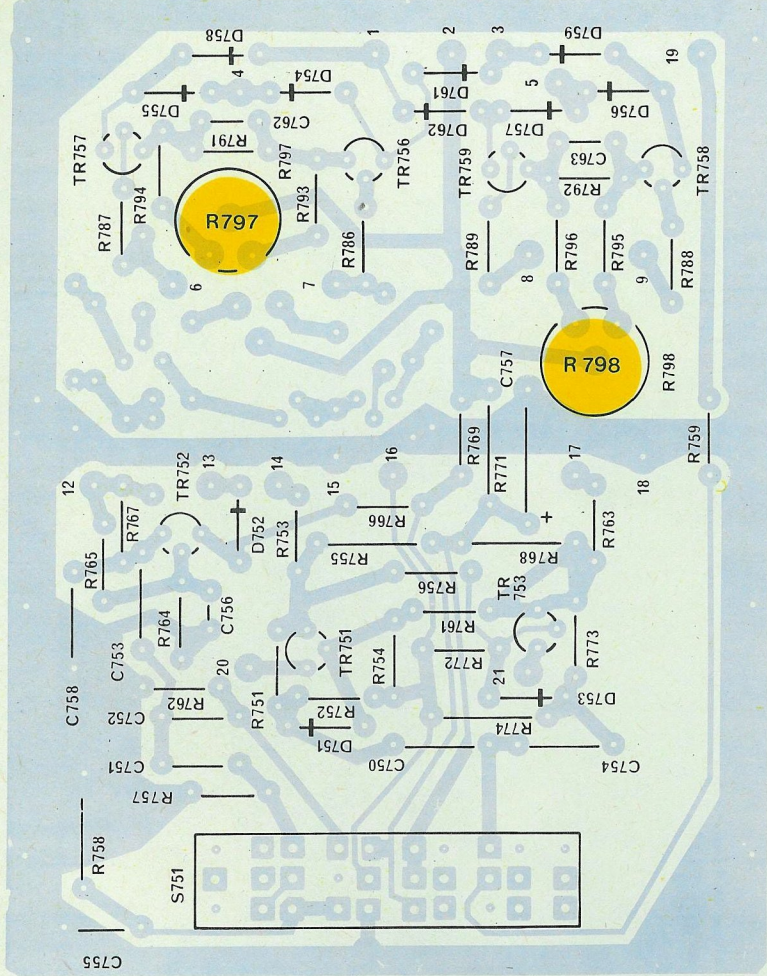 D758
1
2
3
D759
19
4
D754
D761
5
D755
C762
D762
D757
D756
TR757
R791
R797
TR756
TR759
C763
TR758
R794
R792
R787
R797
R793
R786
R789
R796
R795
R788
6
7
8
9
C757
R798
R798
R769
R759
12
TR752
13
14
15
16
R771
17
18
R767
D752
R753
R766
+
R763
R765
R755
R768
R756
TR
753
R764
C756
R761
C753
TR751
R754
R772
R773
C758
20
R762
R751
R752
21
D753
C752
D751
R774
C751
C750
C754
R757
R758
S751
C755